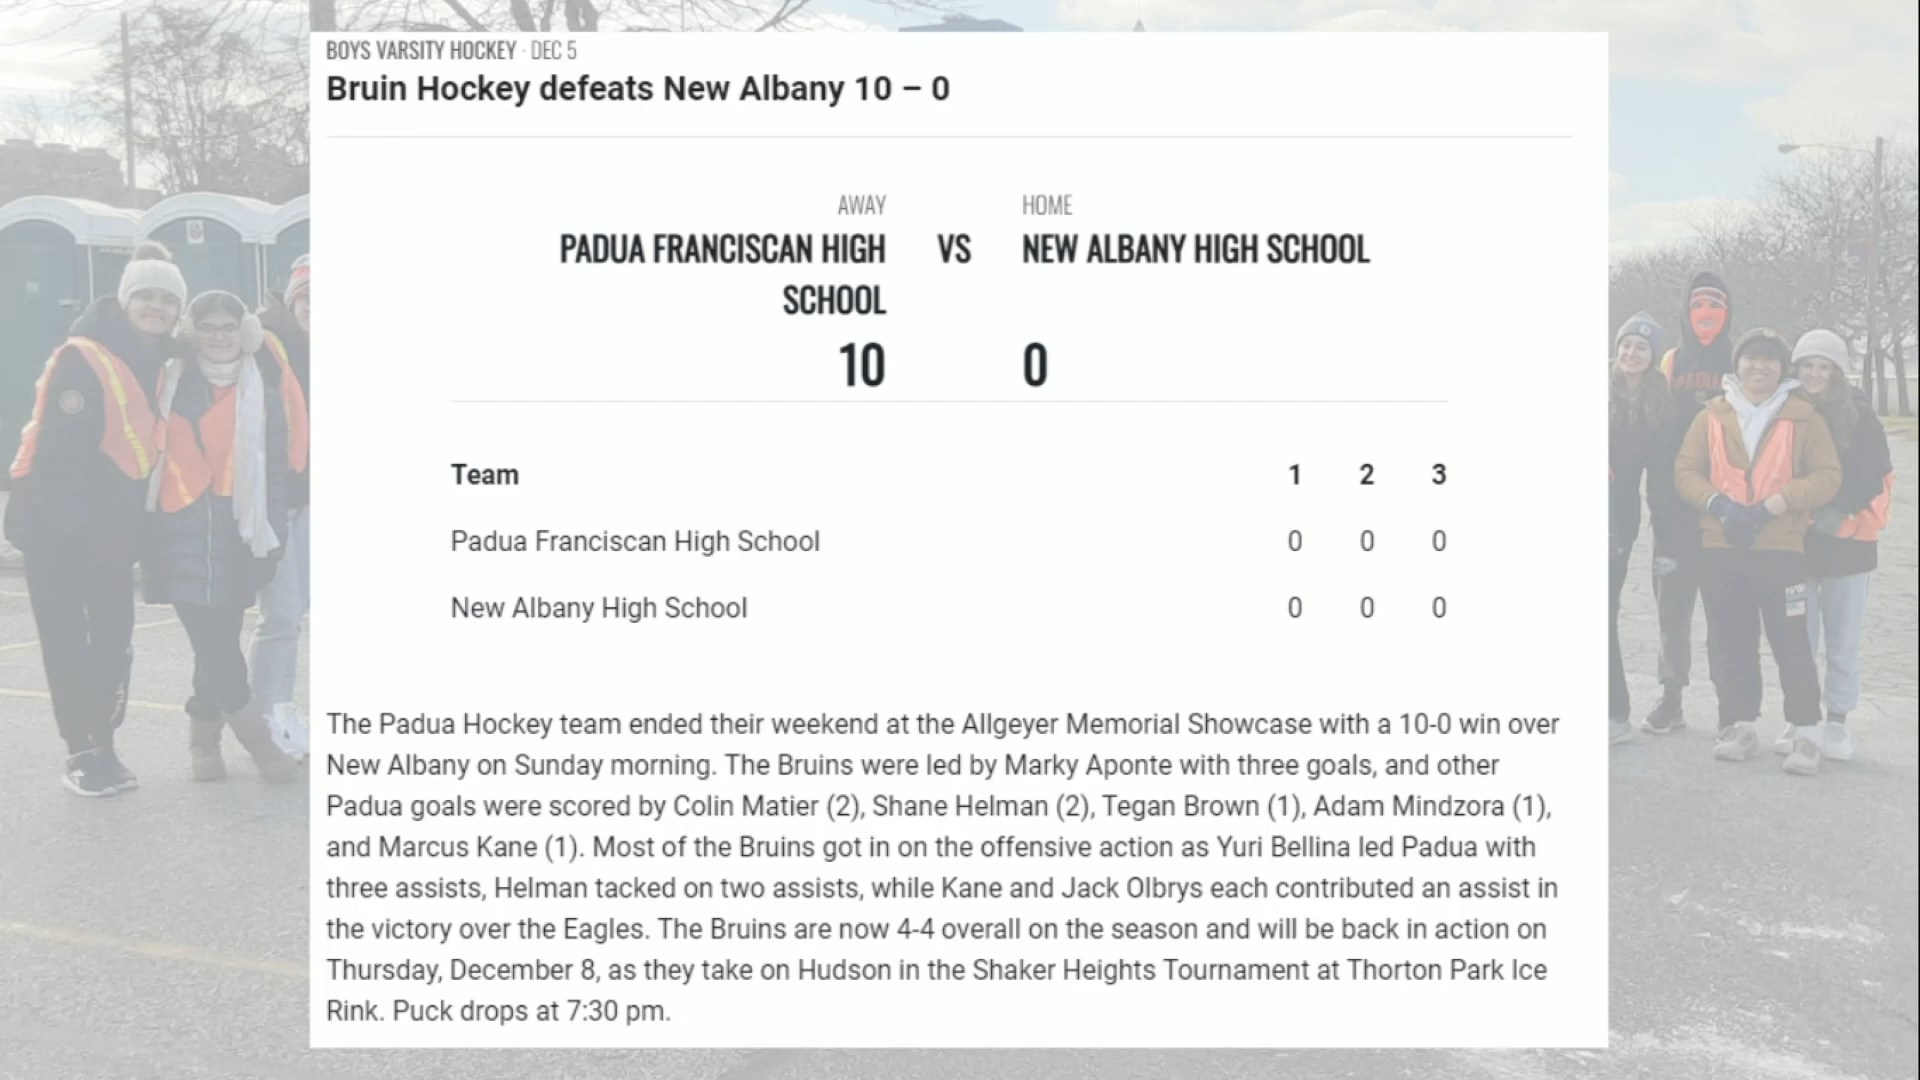 BOYS VARSITY HOCKEY · DEC 5
Bruin Hockey defeats New Albany 10 – 0
AWAY
PADUA FRANCISCAN HIGH
SCHOOL
10
VS
HOME
NEW ALBANY HIGH SCHOOL
0
Team 1 2 3
Padua Franciscan High School 0 0 0
New Albany High School 0 0 0
The Padua Hockey team ended their weekend at the Allgeyer Memorial Showcase with a 10-0 win over
New Albany on Sunday morning. The Bruins were led by Marky Aponte with three goals, and other
Padua goals were scored by Colin Matier (2), Shane Helman (2), Tegan Brown (1), Adam Mindzora (1),
and Marcus Kane (1). Most of the Bruins got in on the offensive action as Yuri Bellina led Padua with
three assists, Helman tacked on two assists, while Kane and Jack Olbrys each contributed an assist in
the victory over the Eagles. The Bruins are now 4-4 overall on the season and will be back in action on
Thursday, December 8, as they take on Hudson in the Shaker Heights Tournament at Thorton Park Ice
Rink. Puck drops at 7:30 pm.